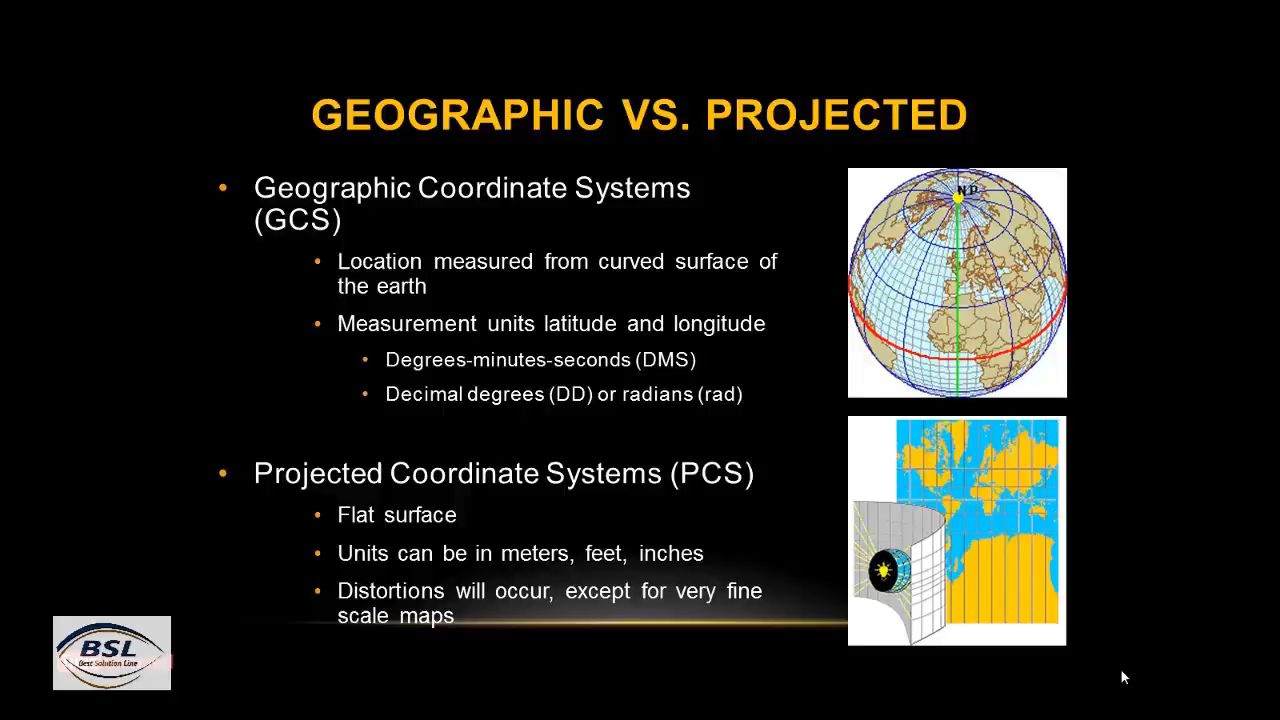 GEOGRAPHIC VS. PROJECTED
• Geographic Coordinate Systems
(GCS)
• Location measured from curved surface of
the earth
• Measurement units latitude and longitude
• Degrees-minutes-seconds (DMS)
• Decimal degrees (DD) or radians (rad)
• Projected Coordinate Systems (PCS)
• Flat surface
• Units can be in meters, feet, inches
• Distortions will occur, except for very fine
scale maps
NP
BSL
Best Solution Line